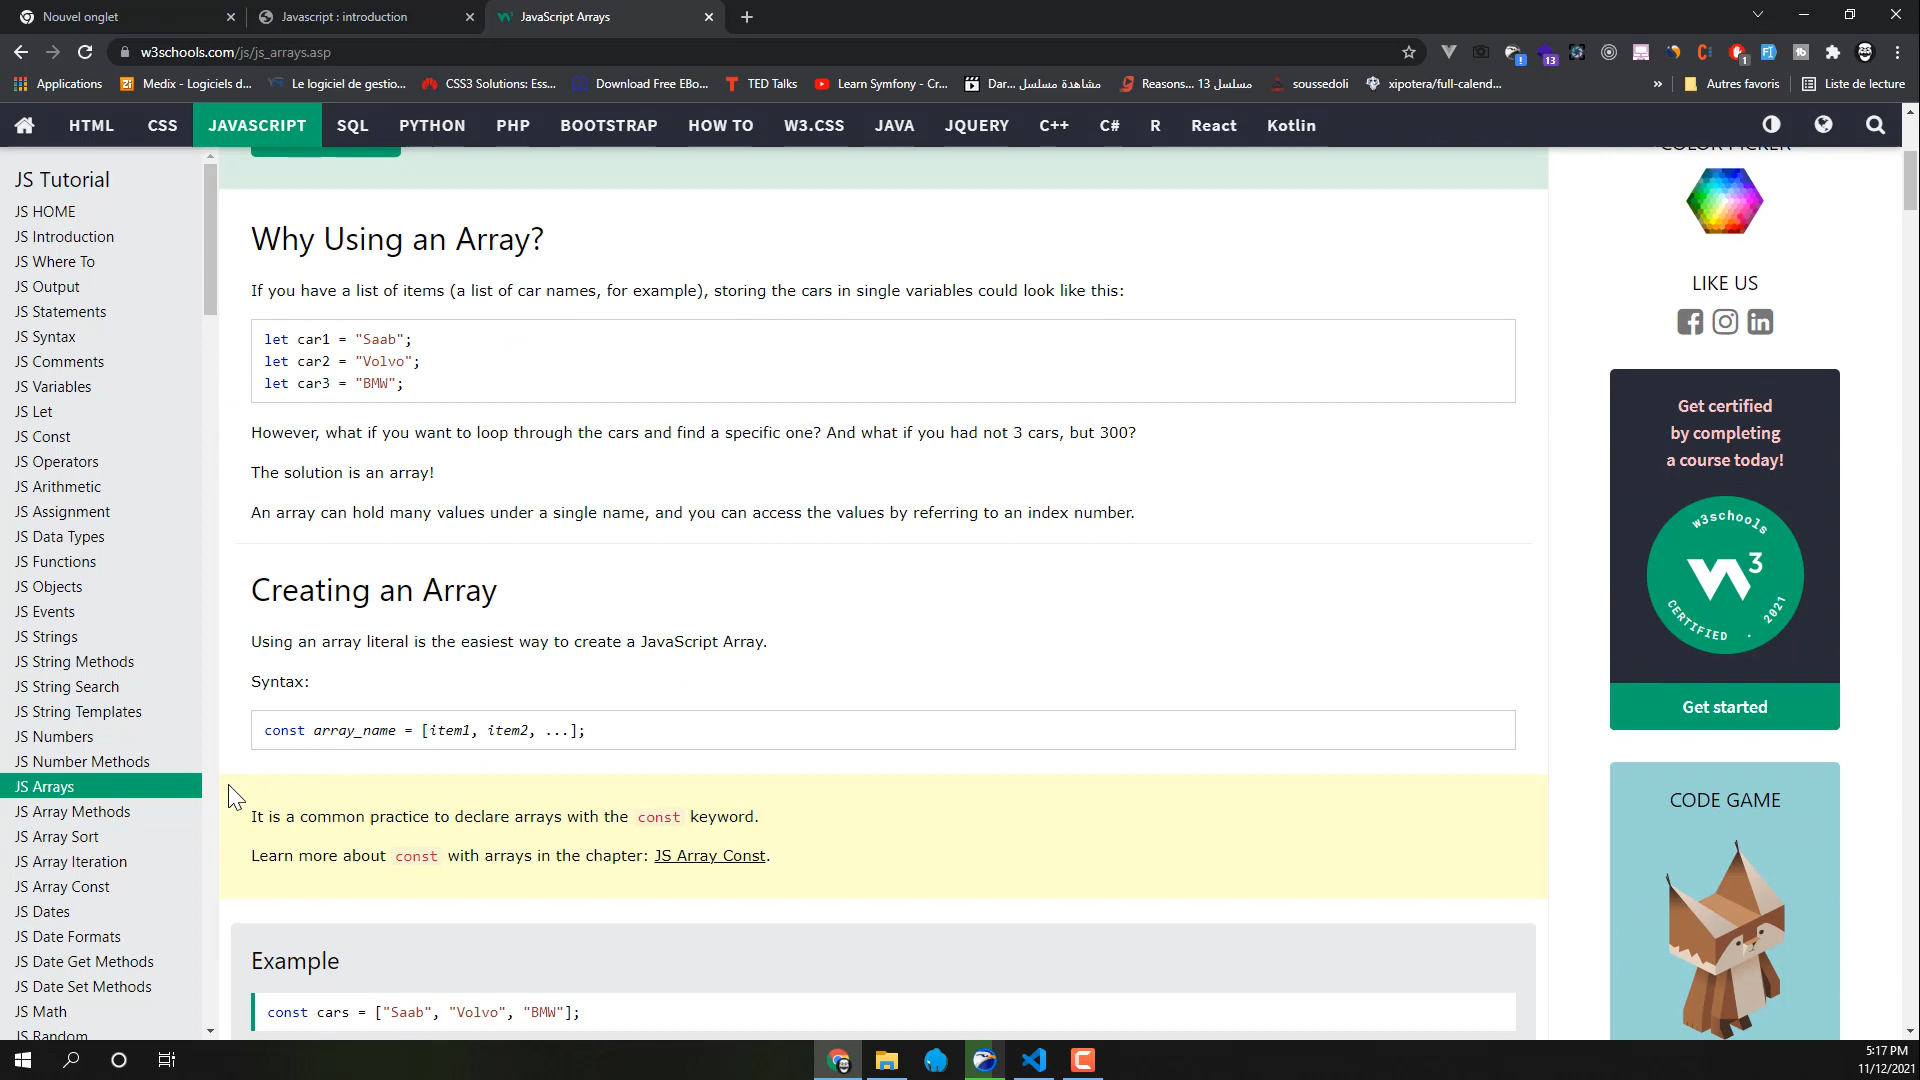 Nouvel onglet
Javascript : introduction
JavaScript Arrays
w3schools.com/js/js_arrays.asp
Applications
Medix - Logiciels d...
Le logiciel de gestio...
CSS3 Solutions: Ess...
Download Free EBo...
TED Talks
Learn Symfony - Cr...
Dar... مشاهدة مسلسل
Reasons... 13 مسلسل
soussedoli
xipotera/full-calend...
»
Autres favoris
Liste de lecture
HTML
CSS
JAVASCRIPT
SQL
PYTHON
PHP
BOOTSTRAP
HOW TO
W3.CSS
JAVA
JQUERY
C++
C#
R
React
Kotlin
JS Tutorial
JS HOME
JS Introduction
JS Where To
JS Output
JS Statements
JS Syntax
JS Comments
JS Variables
JS Let
JS Const
JS Operators
JS Arithmetic
JS Assignment
JS Data Types
JS Functions
JS Objects
JS Events
JS Strings
JS String Methods
JS String Search
JS String Templates
JS Numbers
JS Number Methods
JS Arrays
JS Array Methods
JS Array Sort
JS Array Iteration
JS Array Const
JS Dates
JS Date Formats
JS Date Get Methods
JS Date Set Methods
JS Math
JS Random
Why Using an Array?
If you have a list of items (a list of car names, for example), storing the cars in single variables could look like this:
let car1 = "Saab";
let car2 = "Volvo";
let car3 = "BMW";
However, what if you want to loop through the cars and find a specific one? And what if you had not 3 cars, but 300?
The solution is an array!
An array can hold many values under a single name, and you can access the values by referring to an index number.
Creating an Array
Using an array literal is the easiest way to create a JavaScript Array.
Syntax:
const array_name = [item1, item2, ...];
It is a common practice to declare arrays with the const keyword.
Learn more about const with arrays in the chapter: JS Array Const.
Example
const cars = ["Saab", "Volvo", "BMW"];
COLOR PICKER
LIKE US
Get certified
by completing
a course today!
w3schools
3
CERTIFIED . 2021
Get started
CODE GAME
13
1
5:17 PM
11/12/2021